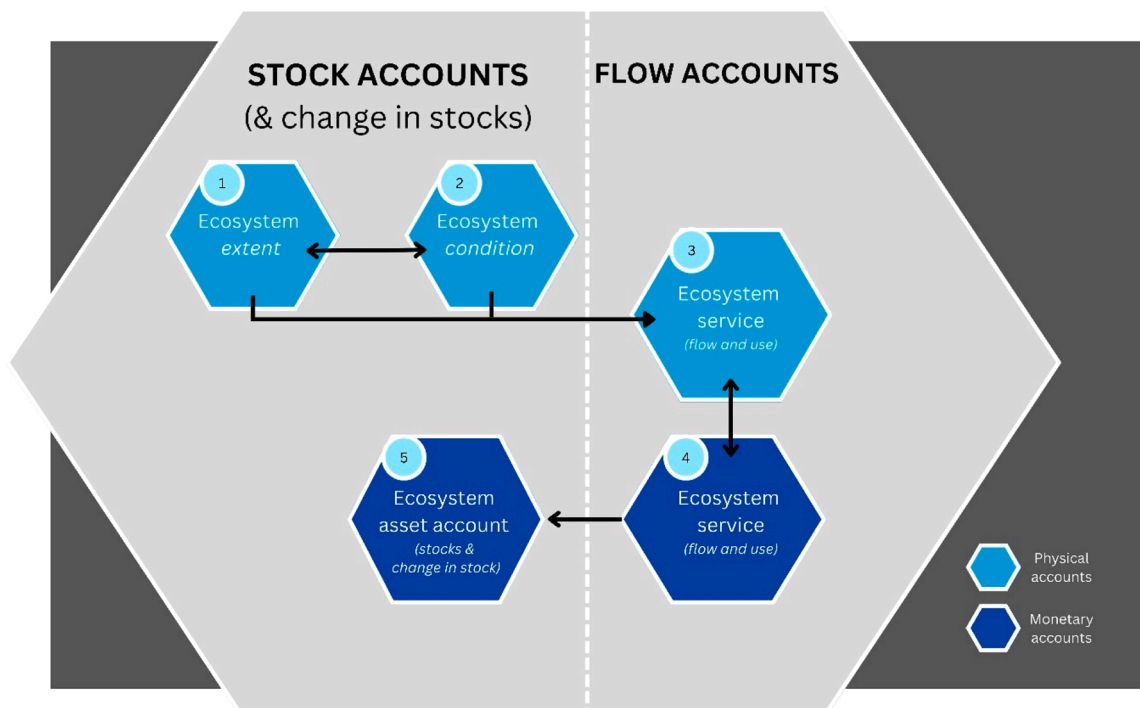 STOCK ACCOUNTS
(& change in stocks)
FLOW ACCOUNTS
1
Ecosystem
extent
2
Ecosystem
condition
3
Ecosystem
service
(flow and use)
5
Ecosystem
asset account
(stocks &
change in stock)
4
Ecosystem
service
(flow and use)
Physical
accounts
Monetary
accounts